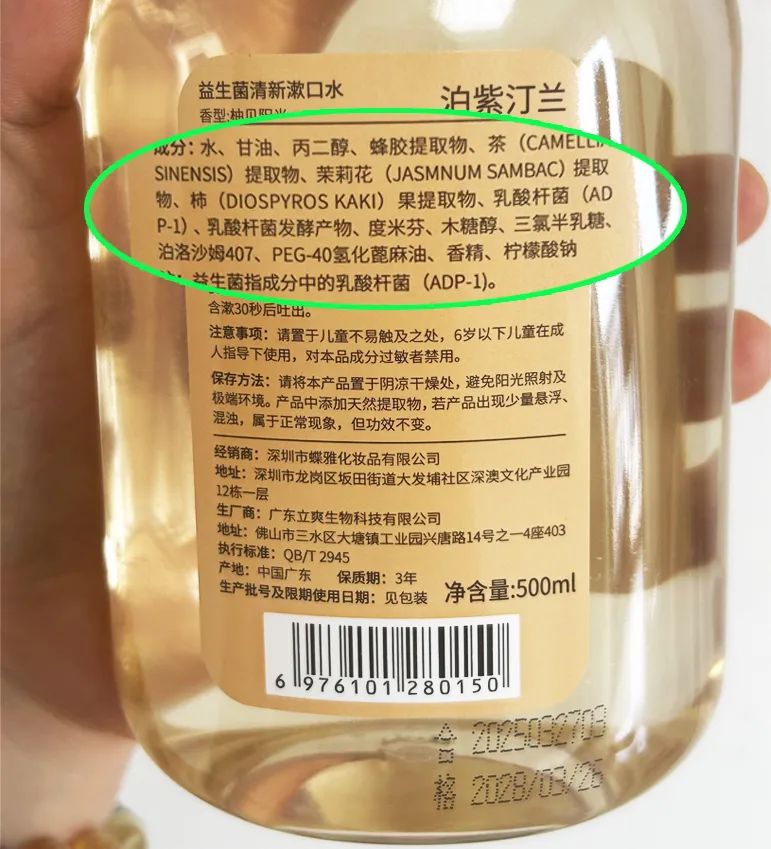 益生菌清新漱口水
泊紫汀兰
香型:柚见阳光
成分：水、甘油、丙二醇、蜂胶提取物、茶（CAMELLIA
SINENSIS）提取物、茉莉花（JASMNUM SAMBAC）提取
物、柿（DIOSPYROS KAKI）果提取物、乳酸杆菌（AD
P-1）、乳酸杆菌发酵产物、度米芬、木糖醇、三氯半乳糖、
泊洛沙姆407、PEG-40氢化蓖麻油、香精、柠檬酸钠
注：益生菌指成分中的乳酸杆菌（ADP-1)。
含漱30秒后吐出。
注意事项：请置于儿童不易触及之处，6岁以下儿童在成
人指导下使用，对本品成分过敏者禁用。
保存方法：请将本产品置于阴凉干燥处，避免阳光照射及
极端环境。产品中添加天然提取物，若产品出现少量悬浮、
混浊，属于正常现象，但功效不变。
经销商：深圳市蝶雅化妆品有限公司
地址：深圳市龙岗区坂田街道大发埔社区深澳文化产业园
12栋一层
生厂商：广东立爽生物科技有限公司
地址：佛山市三水区大塘镇工业园兴唐路14号之一4座403
执行标准：QB/T 2945
产地：中国广东 保质期：3年
生产批号及限期使用日期：见包装
净含量:500ml
6 976101 280150
合格
2025032703
2028/03/26